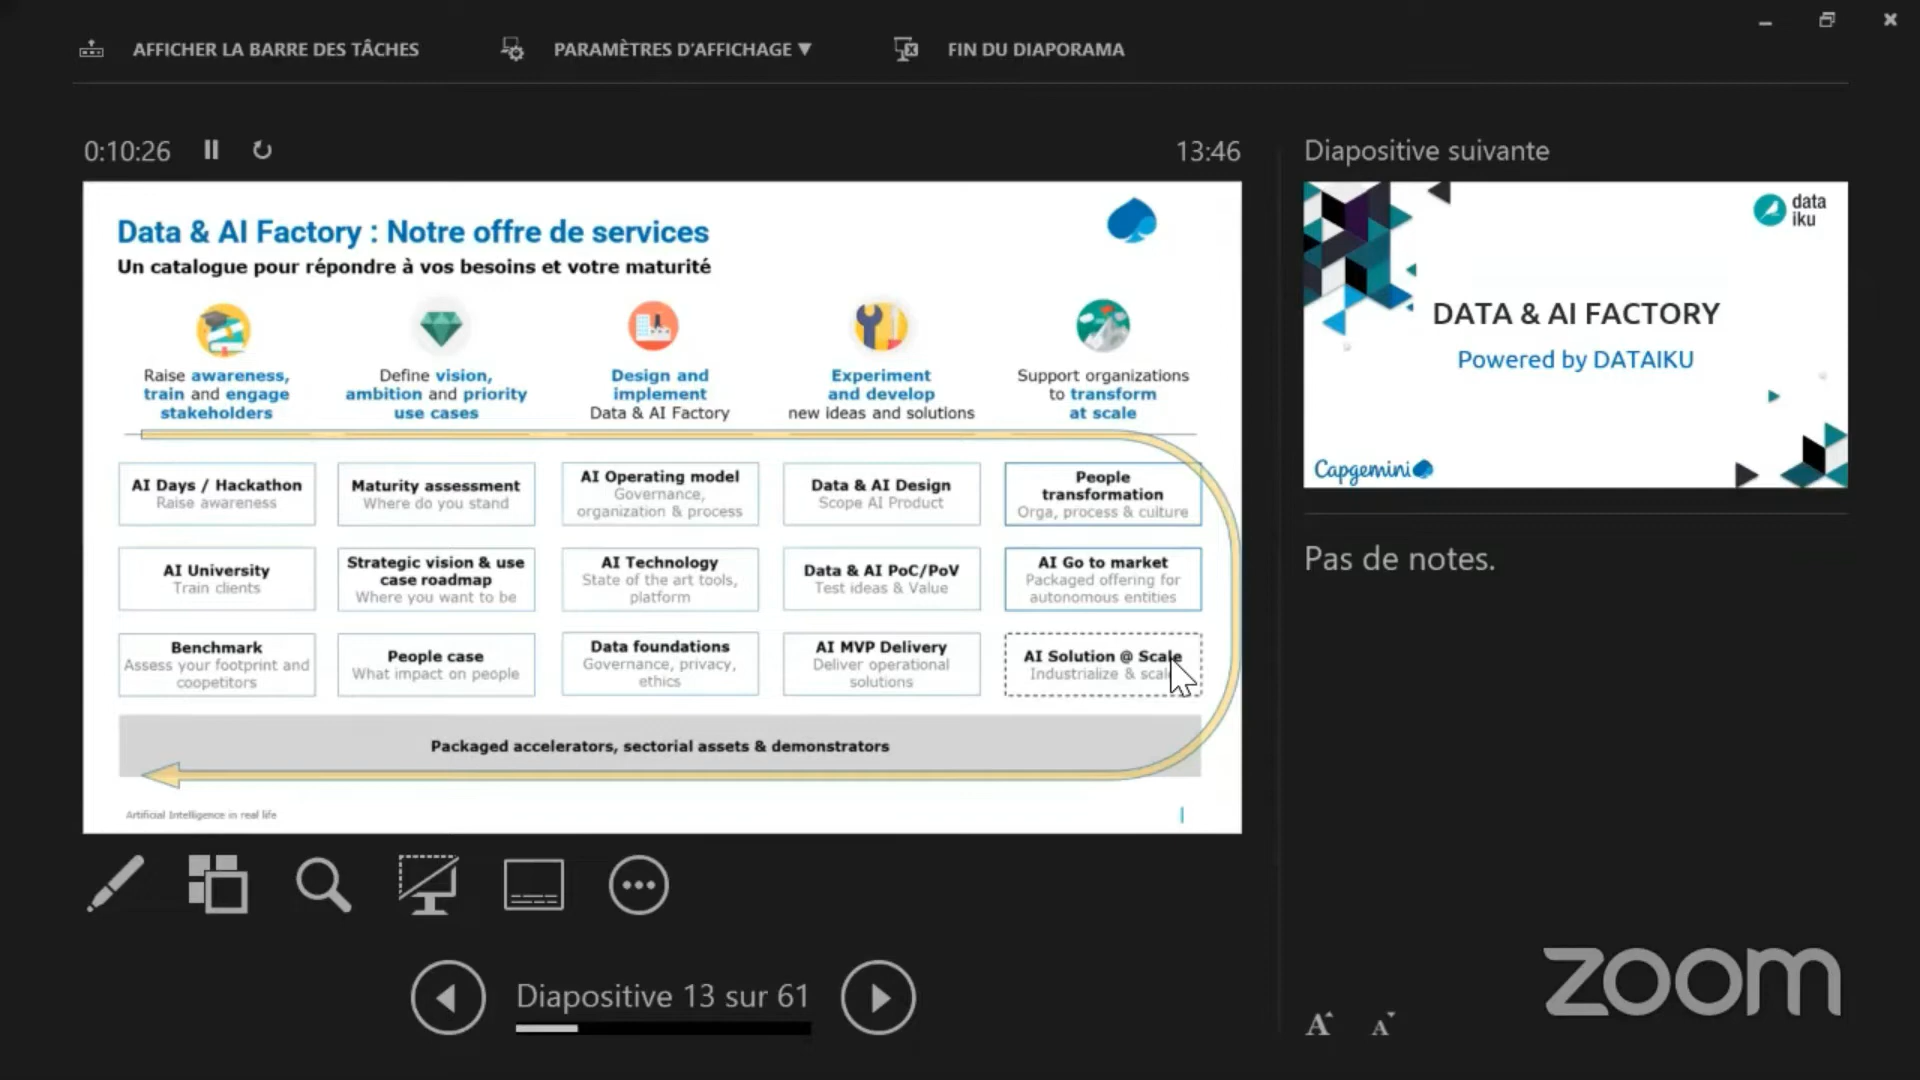 AFFICHER LA BARRE DES TÂCHES
PARAMÈTRES D'AFFICHAGE ▼
FIN DU DIAPORAMA
0:10:26
13:46
Data & AI Factory : Notre offre de services
Un catalogue pour répondre à vos besoins et votre maturité
Raise awareness,
train and engage
stakeholders
Define vision,
ambition and priority
use cases
Design and
implement
Data & AI Factory
Experiment
and develop
new ideas and solutions
Support organizations
to transform
at scale
AI Days / Hackathon
Raise awareness
Maturity assessment
Where do you stand
AI Operating model
Governance,
organization & process
Data & AI Design
Scope AI Product
People
transformation
Orga, process & culture
AI University
Train clients
Strategic vision & use
case roadmap
Where you want to be
AI Technology
State of the art tools,
platform
Data & AI PoC/PoV
Test ideas & Value
AI Go to market
Packaged offering for
autonomous entities
Benchmark
Assess your footprint and
coopetitors
People case
What impact on people
Data foundations
Governance, privacy,
ethics
AI MVP Delivery
Deliver operational
solutions
AI Solution @ Scale
Industrialize &
Packaged accelerators, sectorial assets & demonstrators
Artificial Intelligence in real life
Diapositive 13 sur 61
Diapositive suivante
data
iku
DATA & AI FACTORY
Powered by DATAIKU
Capgemini
Pas de notes.
A A
zoom